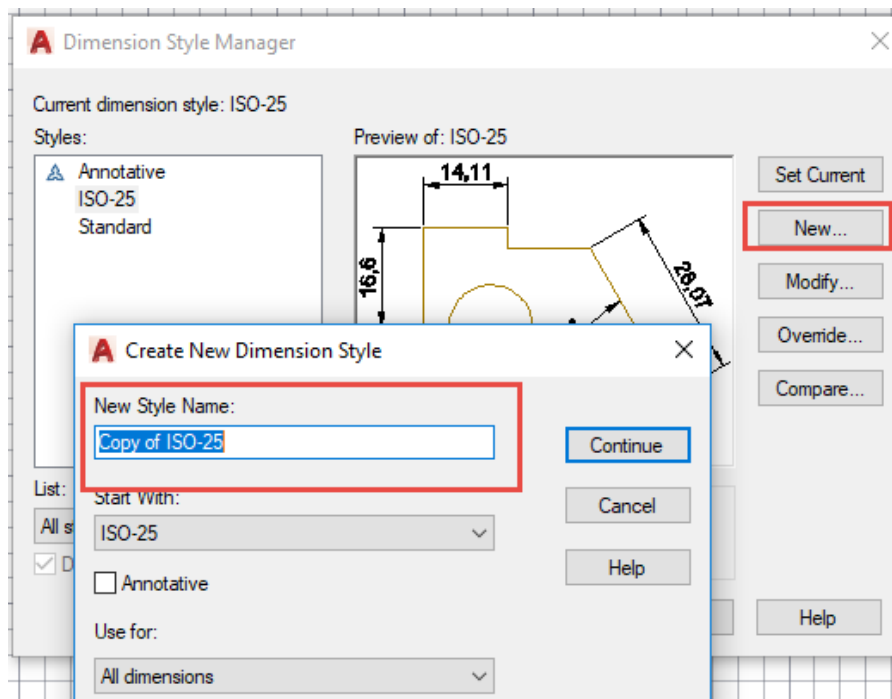 Dimension Style Manager
Current dimension style: ISO-25
Styles:
Preview of: ISO-25
Annotative
ISO-25
Standard
14,11
16,6
28,07
Set Current
New...
Modify...
Override...
Compare...
Create New Dimension Style
New Style Name:
Copy of ISO-25
Continue
Start With:
Cancel
ISO-25
Help
Annotative
Use for:
All dimensions
List:
All s
D
Help